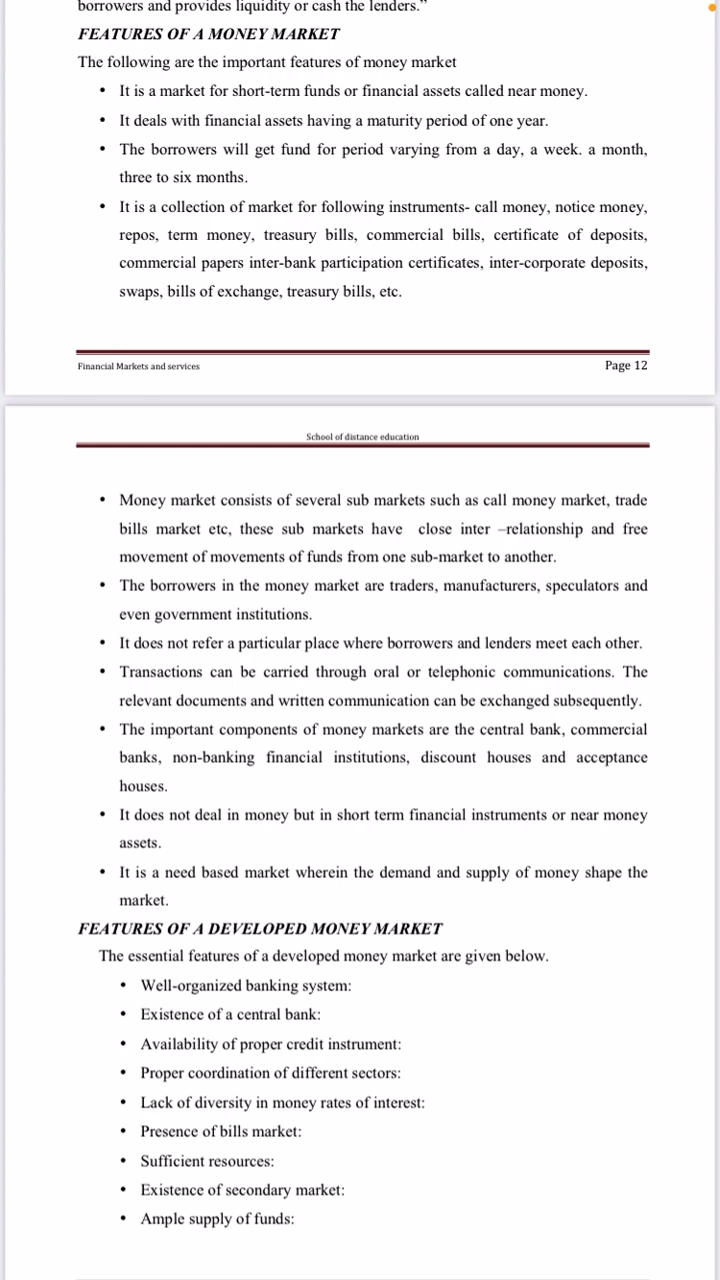 borrowers and provides liquidity or cash the lenders.”
FEATURES OF A MONEY MARKET
The following are the important features of money market
• It is a market for short-term funds or financial assets called near money.
• It deals with financial assets having a maturity period of one year.
• The borrowers will get fund for period varying from a day, a week. a month,
three to six months.
• It is a collection of market for following instruments- call money, notice money,
repos, term money, treasury bills, commercial bills, certificate of deposits,
commercial papers inter-bank participation certificates, inter-corporate deposits,
swaps, bills of exchange, treasury bills, etc.
Financial Markets and services Page 12
School of distance education
• Money market consists of several sub markets such as call money market, trade
bills market etc, these sub markets have close inter –relationship and free
movement of movements of funds from one sub-market to another.
• The borrowers in the money market are traders, manufacturers, speculators and
even government institutions.
• It does not refer a particular place where borrowers and lenders meet each other.
• Transactions can be carried through oral or telephonic communications. The
relevant documents and written communication can be exchanged subsequently.
• The important components of money markets are the central bank, commercial
banks, non-banking financial institutions, discount houses and acceptance
houses.
• It does not deal in money but in short term financial instruments or near money
assets.
• It is a need based market wherein the demand and supply of money shape the
market.
FEATURES OF A DEVELOPED MONEY MARKET
The essential features of a developed money market are given below.
• Well-organized banking system:
• Existence of a central bank:
• Availability of proper credit instrument:
• Proper coordination of different sectors:
• Lack of diversity in money rates of interest:
• Presence of bills market:
• Sufficient resources:
• Existence of secondary market:
• Ample supply of funds: